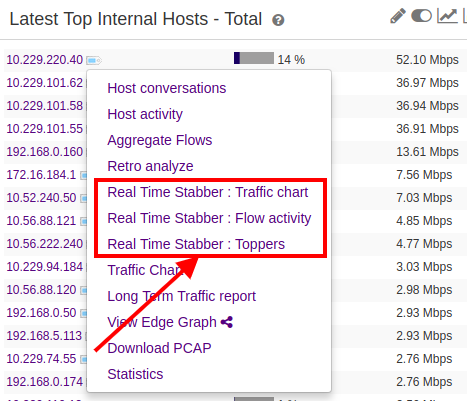 Latest Top Internal Hosts - Total
10.229.220.40 14 % 52.10 Mbps
10.229.101.62 36.97 Mbps
Host conversations
10.229.101.58 36.94 Mbps
Host activity
10.229.101.55 36.91 Mbps
Aggregate Flows
192.168.0.160 13.61 Mbps
Retro analyze
172.16.184.1 7.56 Mbps
Real Time Stabber : Traffic chart
10.52.240.50 7.03 Mbps
Real Time Stabber : Flow activity
10.56.88.121 4.85 Mbps
Real Time Stabber : Toppers
10.56.222.240 4.77 Mbps
Traffic Chart
10.229.94.184 3.03 Mbps
Long Term Traffic report
10.56.88.120 2.98 Mbps
View Edge Graph
192.168.0.50 2.93 Mbps
Download PCAP
192.168.5.113 2.93 Mbps
Statistics
10.229.74.55 2.76 Mbps
192.168.0.174 2.76 Mbps